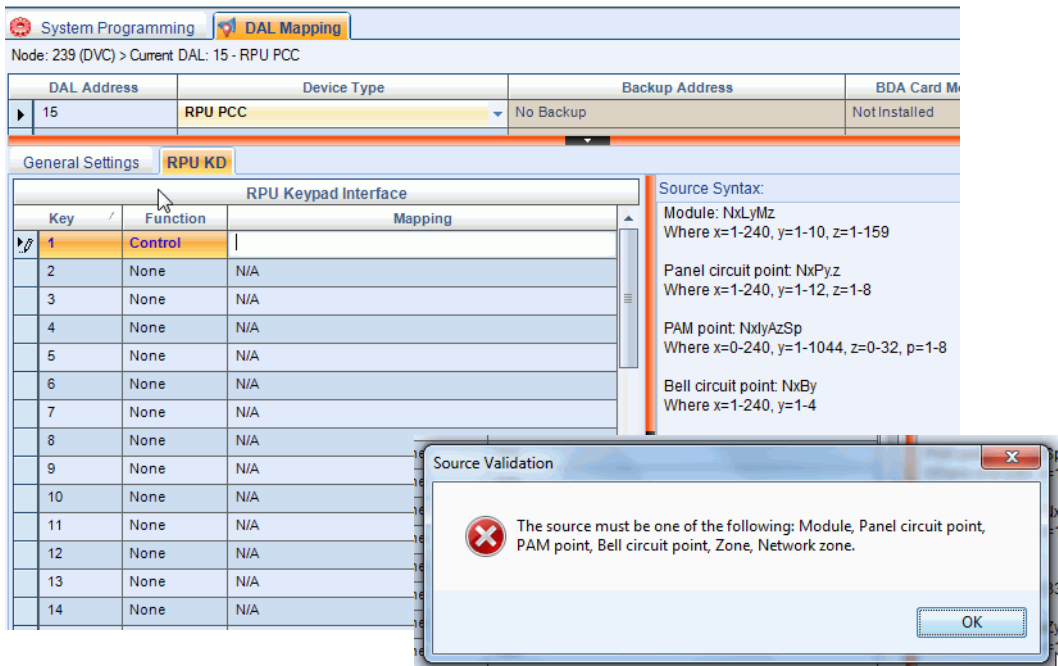 System Programming DAL Mapping
Node: 239 (DVC) > Current DAL: 15 - RPU PCC
DAL Address Device Type Backup Address BDA Card
15 RPU PCC No Backup Not Installed
General Settings RPU KD
RPU Keypad Interface
Key Function Mapping
1 Control
2 None N/A
3 None N/A
4 None N/A
5 None N/A
6 None N/A
7 None N/A
8 None N/A
9 None N/A
10 None N/A
11 None N/A
12 None N/A
13 None N/A
14 None N/A
Source Syntax:
Module: NxLyMz
Where x=1-240, y=1-10, z=1-159
Panel circuit point: NxPy.z
Where x=1-240, y=1-12, z=1-8
PAM point: NxIyAzSp
Where x=0-240, y=1-1044, z=0-32, p=1-8
Bell circuit point: NxBy
Where x=1-240, y=1-4
Source Validation
The source must be one of the following: Module, Panel circuit point,
PAM point, Bell circuit point, Zone, Network zone.
OK